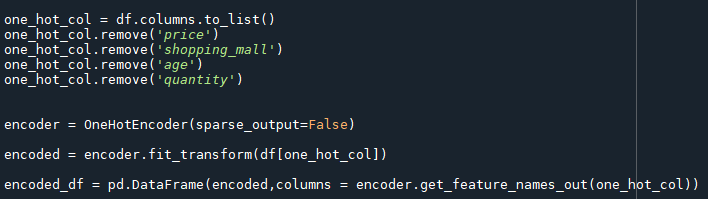 one_hot_col = df.columns.to_list()
one_hot_col.remove('price')
one_hot_col.remove('shopping_mall')
one_hot_col.remove('age')
one_hot_col.remove('quantity')
encoder = OneHotEncoder(sparse_output=False)
encoded = encoder.fit_transform(df[one_hot_col])
encoded_df = pd.DataFrame(encoded,columns = encoder.get_feature_names_out(one_hot_col))